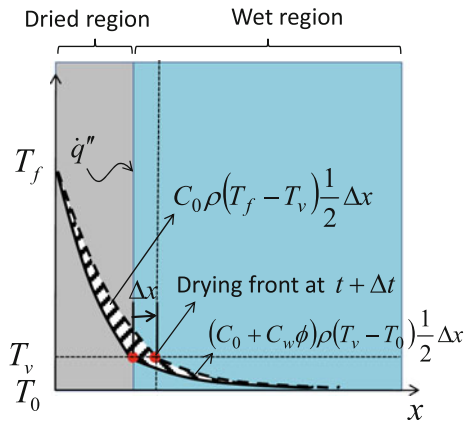 Dried region Wet region
T_f
q̇″
C_0 ρ(T_f − T_v) 1/2 Δx
Δx
Drying front at t + Δt
(C_0 + C_w ϕ)ρ(T_v − T_0) 1/2 Δx
T_v
T_0
x